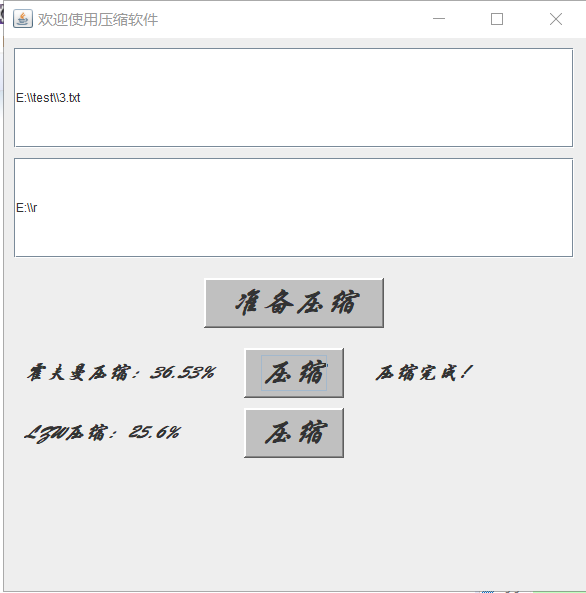 欢迎使用压缩软件
E:\\test\\3.txt
E:\\r
准备压缩
霍夫曼压缩：36.53% 压缩 压缩完成！
LZW压缩：25.6% 压缩